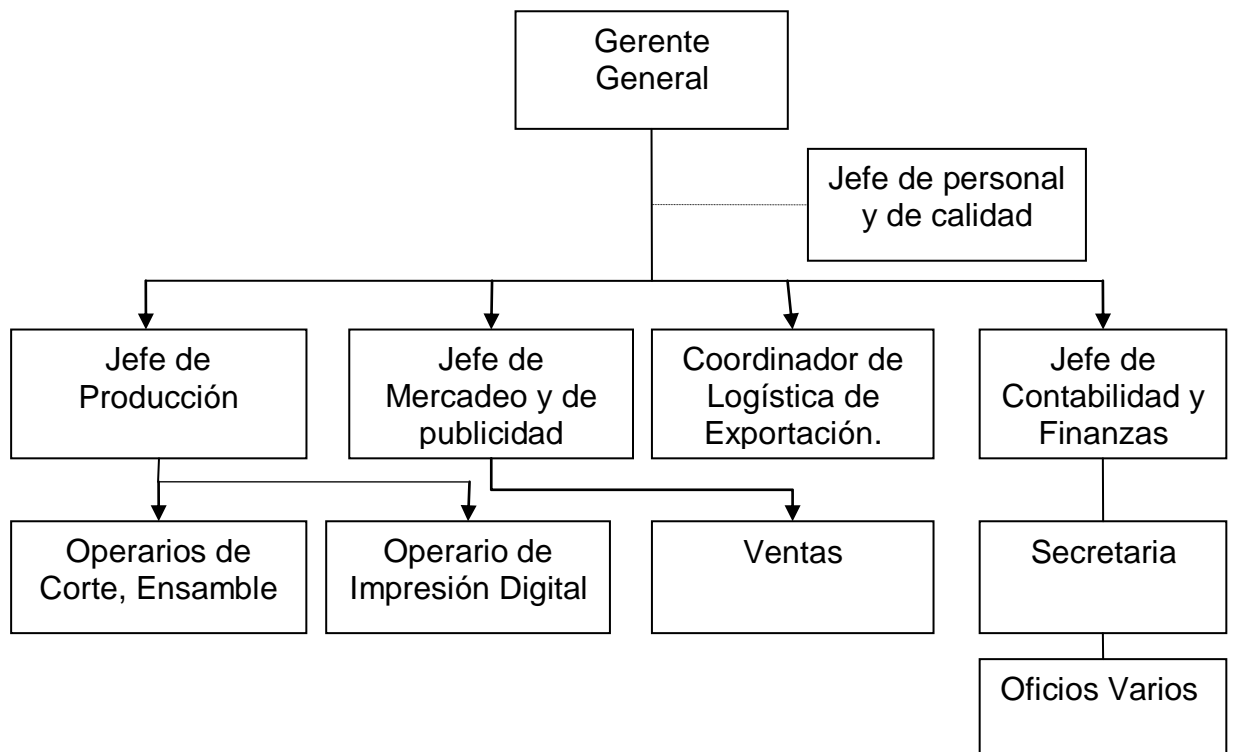 Gerente
General
Jefe de personal
y de calidad
Jefe de
Producción
Jefe de
Mercadeo y de
publicidad
Coordinador de
Logística de
Exportación.
Jefe de
Contabilidad y
Finanzas
Operarios de
Corte, Ensamble
Operario de
Impresión Digital
Ventas
Secretaria
Oficios Varios